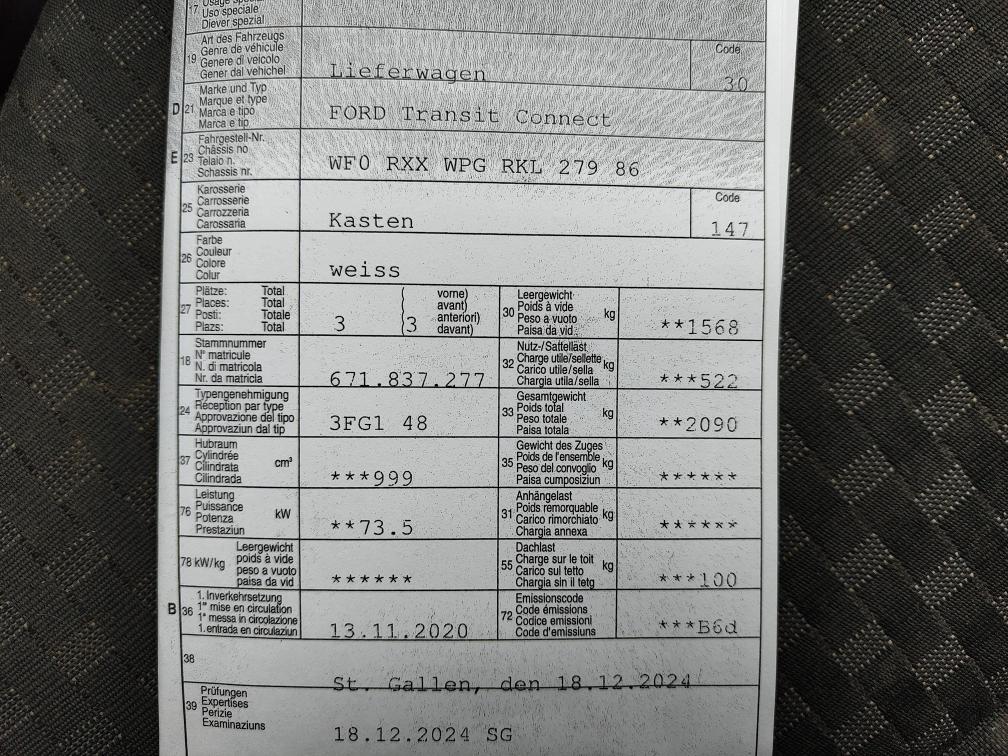 17 Usage spécial
Uso speciale
Diever spezial
19 Art des Fahrzeugs
Genre de véhicule
Genere di veicolo
Gener dal vehichel
Lieferwagen
Code
30
D 21 Marke und Typ
Marque et type
Marca e tipo
Marca e tip
FORD Transit Connect
E 23 Fahrgestell-Nr.
Châssis no
Telaio n.
Schassis nr.
WF0 RXX WPG RKL 279 86
25 Karosserie
Carrosserie
Carrozzeria
Carossaria
Kasten
Code
147
26 Farbe
Couleur
Colore
Colur
weiss
27 Plätze: Total
Places: Total
Posti: Totale
Plazs: Total
3
(3
vorne)
avant)
anteriori)
davant)
30 Leergewicht
Poids à vide
Peso a vuoto
Paisa da vid
kg
**1568
18 Stammnummer
N° matricule
N. di matricola
Nr. da matricla
671.837.277
32 Nutz-/Sattellast
Charge utile/sellette
Carico utile/sella
Chargia utila/sella
kg
***522
24 Typengenehmigung
Réception par type
Approvazione del tipo
Approvaziun dal tip
3FG1 48
33 Gesamtgewicht
Poids total
Peso totale
Paisa totala
kg
**2090
37 Hubraum
Cylindrée
Cilindrata
Cilindrada
cm³
***999
35 Gewicht des Zuges
Poids de l'ensemble
Peso del convoglio
Paisa cumposiziun
kg
******
76 Leistung
Puissance
Potenza
Prestaziun
kW
**73.5
31 Anhängelast
Poids remorquable
Carico rimorchiato
Chargia annexa
kg
******
78 kW/kg
Leergewicht
poids à vide
peso a vuoto
paisa da vid
******
55 Dachlast
Charge sur le toit
Carico sul tetto
Chargia sin il tetg
kg
***100
B 36 1. Inverkehrsetzung
1re mise en circulation
1a messa in circolazione
1. entrada en circulaziun
13.11.2020
72 Emissionscode
Code émissions
Codice emissioni
Code d'emissiuns
***B6d
38
St. Gallen, den 18.12.2024
39 Prüfungen
Expertises
Perizie
Examinaziuns
18.12.2024 SG